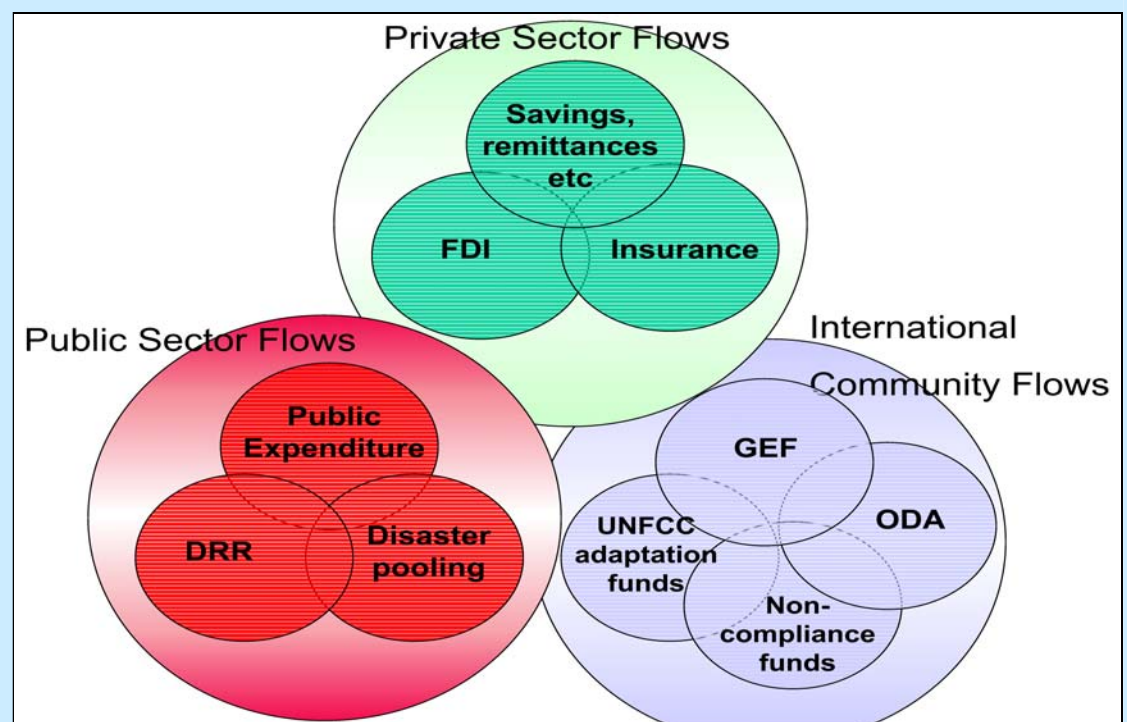 Private Sector Flows
Savings,
remittances
etc
FDI
Insurance
Public Sector Flows
Public
Expenditure
DRR
Disaster
pooling
International
Community Flows
GEF
ODA
UNFCC
adaptation
funds
Non-
compliance
funds